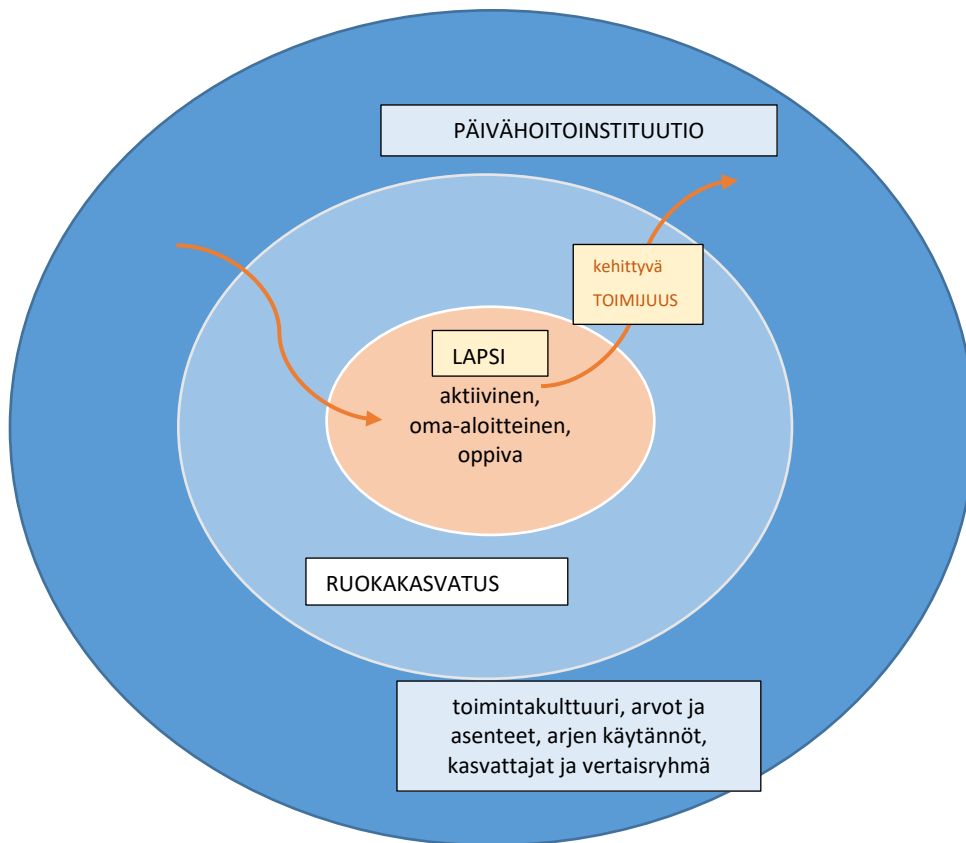 PÄIVÄHOITOINSTITUUTIO
kehittyvä
TOIMIJUUS
LAPSI
aktiivinen,
oma-aloitteinen,
oppiva
RUOKAKASVATUS
toimintakulttuuri, arvot ja
asenteet, arjen käytännöt,
kasvattajat ja vertaisryhmä